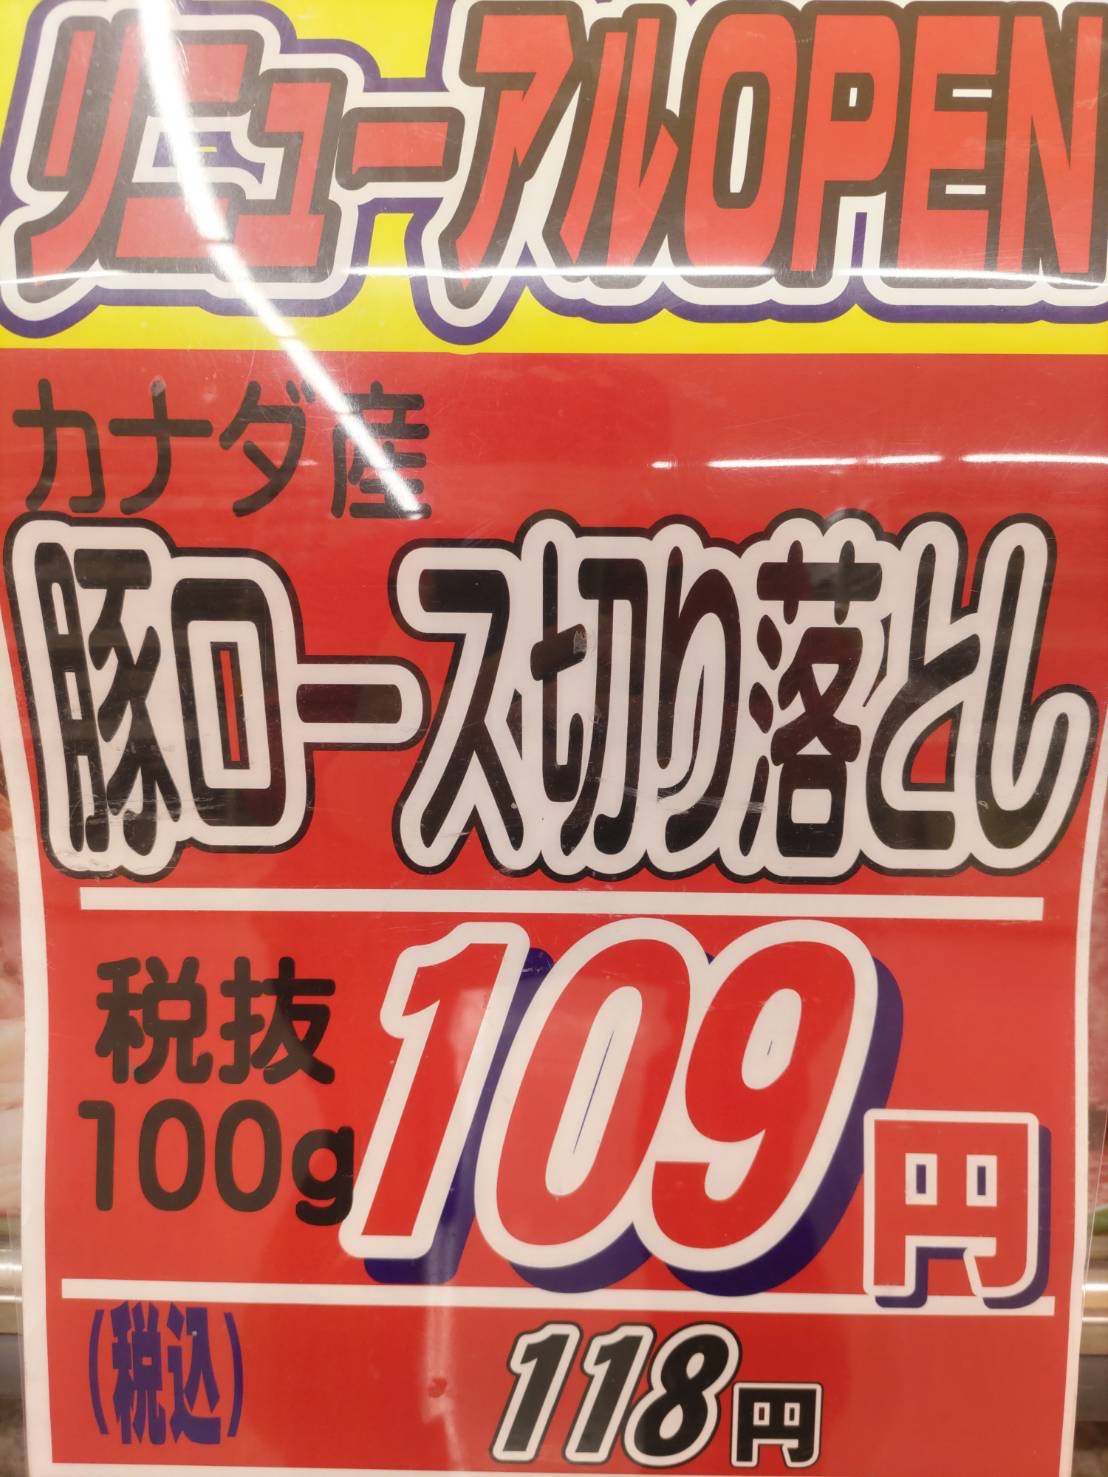 リニューアルOPEN
カナダ産
豚ロース切り落とし
税抜
100g
109円
(税込)
118円